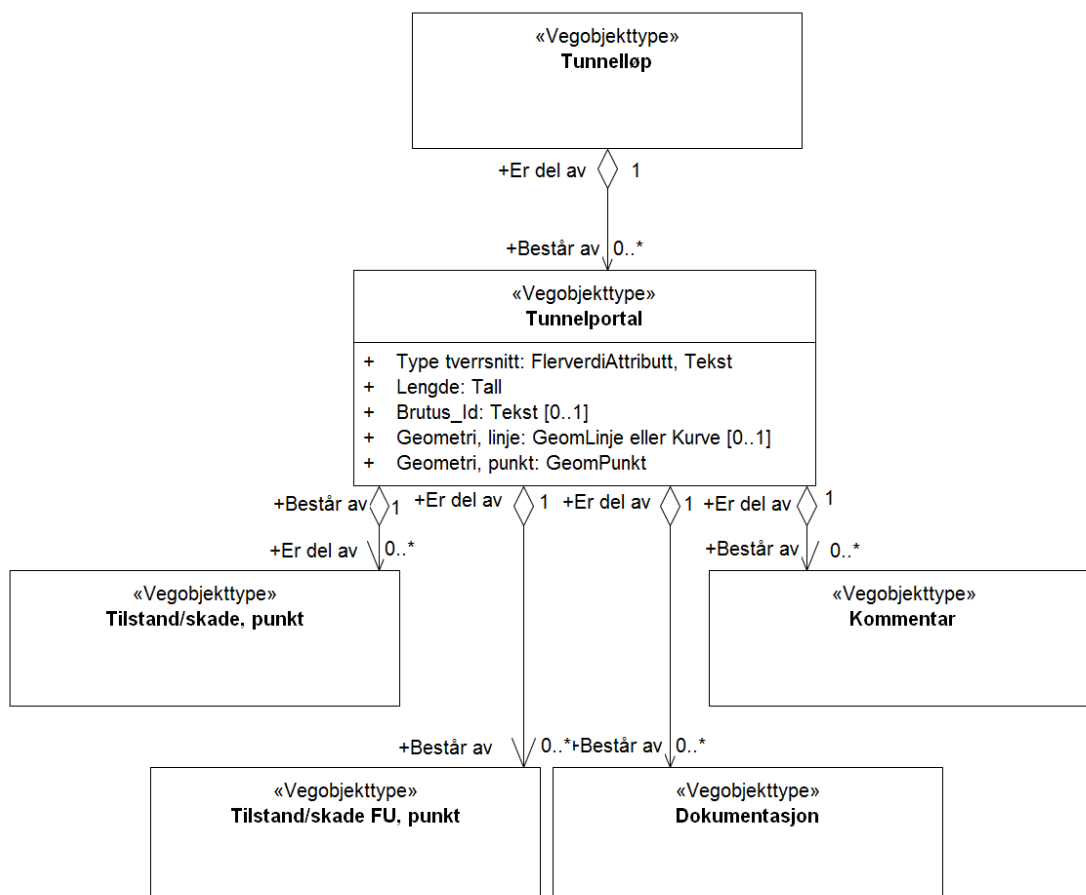 «Vegobjekttype»
Tunnelløp
+Er del av 1
+Består av 0..*
«Vegobjekttype»
Tunnelportal
+ Type tverrsnitt: FlerverdiAttributt, Tekst
+ Lengde: Tall
+ Brutus_Id: Tekst [0..1]
+ Geometri, linje: GeomLinje eller Kurve [0..1]
+ Geometri, punkt: GeomPunkt
+Består av 1 +Er del av 1 +Er del av 1 +Er del av 1
+Er del av 0..* +Består av 0..*
«Vegobjekttype»
Tilstand/skade, punkt
«Vegobjekttype»
Kommentar
+Består av 0..* +Består av 0..*
«Vegobjekttype»
Tilstand/skade FU, punkt
«Vegobjekttype»
Dokumentasjon